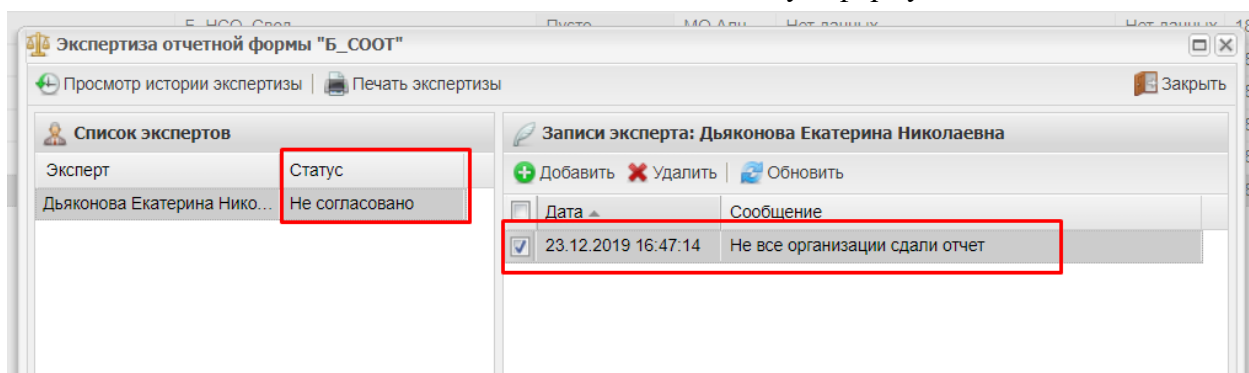 Экспертиза отчетной формы "Б_СООТ"
Просмотр истории экспертизы Печать экспертизы Закрыть
Список экспертов
Эксперт Статус
Дьяконова Екатерина Нико... Не согласовано
Записи эксперта: Дьяконова Екатерина Николаевна
Добавить Удалить Обновить
Дата Сообщение
23.12.2019 16:47:14 Не все организации сдали отчет